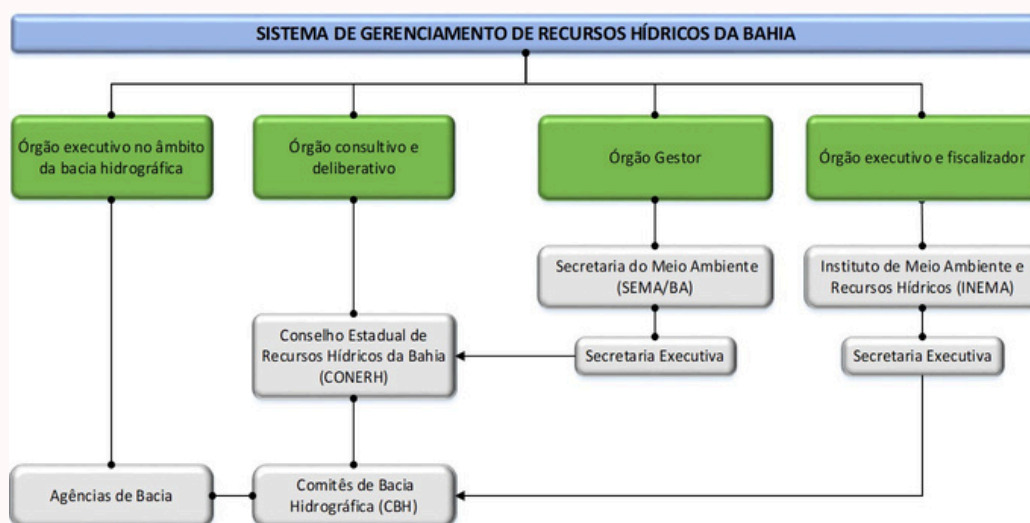 SISTEMA DE GERENCIAMENTO DE RECURSOS HÍDRICOS DA BAHIA
Órgão executivo no âmbito
da bacia hidrográfica
Órgão consultivo e
deliberativo
Órgão Gestor
Órgão executivo e fiscalizador
Secretaria do Meio Ambiente
(SEMA/BA)
Instituto de Meio Ambiente e
Recursos Hídricos (INEMA)
Conselho Estadual de
Recursos Hídricos da Bahia
(CONERH)
Secretaria Executiva
Secretaria Executiva
Agências de Bacia
Comitês de Bacia
Hidrográfica (CBH)